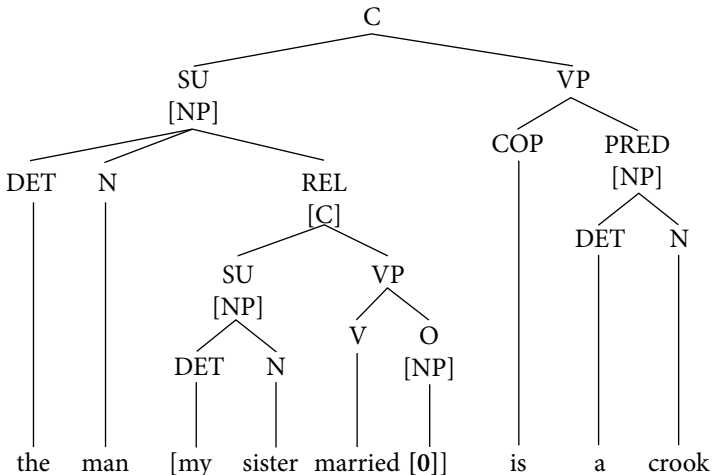 C
SU VP
[NP]
COP PRED
DET N REL [NP]
[C]
DET N
SU VP
[NP]
V O
DET N [NP]
the man [my sister married [0]] is a crook